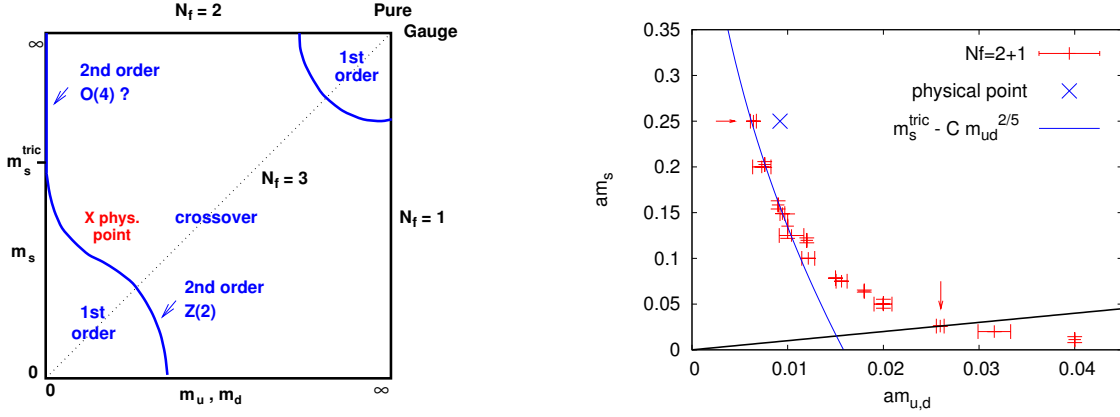 N_f = 2
Pure
Gauge
∞
2nd order
O(4) ?
1st
order
m_s^tric
N_f = 3
X phys.
point
crossover
N_f = 1
m_s
2nd order
Z(2)
1st
order
0
0
m_u , m_d
∞
0.35
0.3
0.25
0.2
0.15
0.1
0.05
0
am_s
Nf=2+1
physical point
m_s^tric - C m_ud^2/5
0
0.01
0.02
0.03
0.04
am_u,d